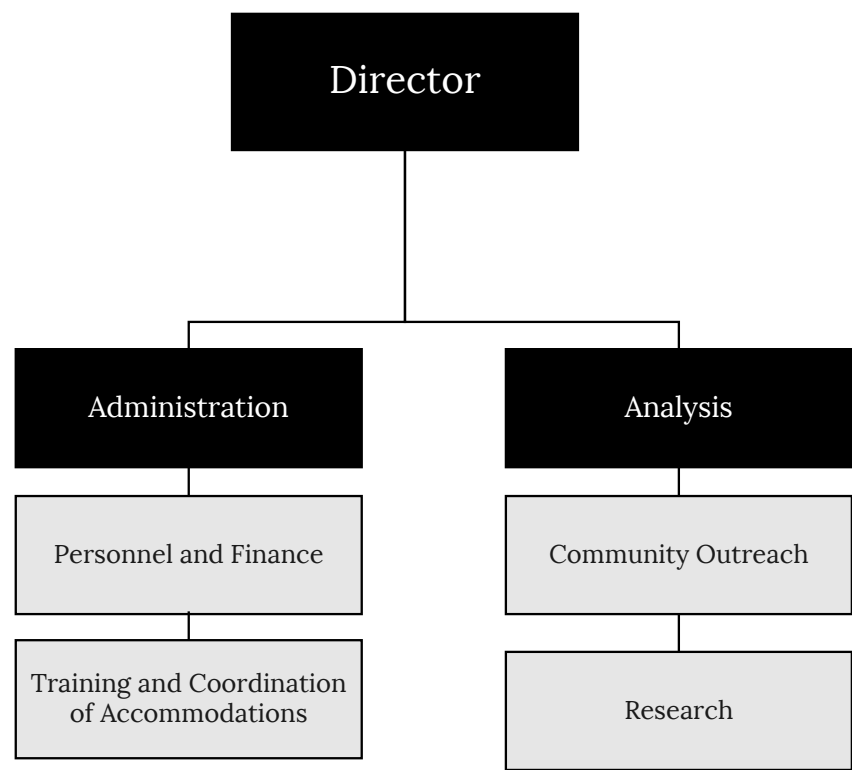 Director
Administration
Analysis
Personnel and Finance
Community Outreach
Training and Coordination
of Accommodations
Research